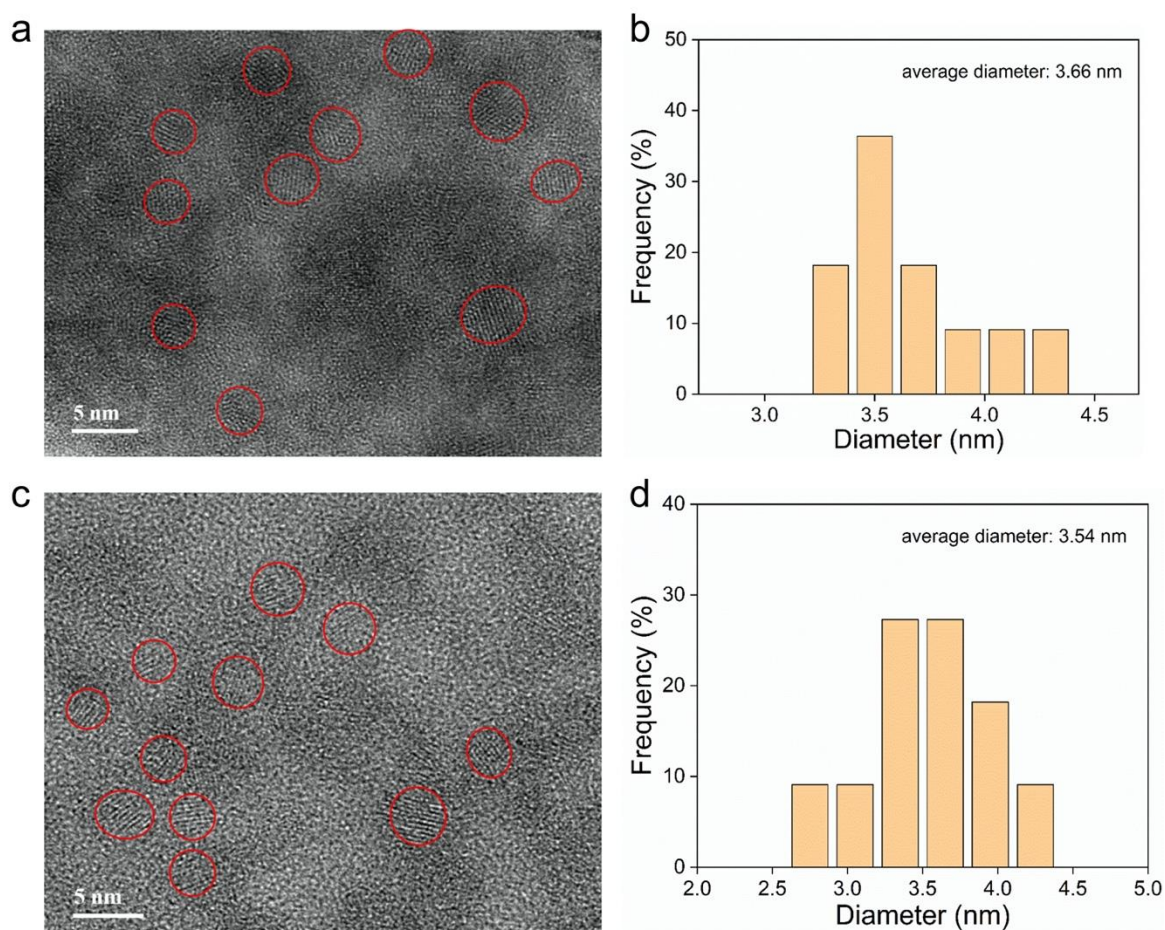 a
5 nm
b
average diameter: 3.66 nm
Frequency (%)
50
40
30
20
10
0
3.0 3.5 4.0 4.5
Diameter (nm)
c
5 nm
d
average diameter: 3.54 nm
Frequency (%)
40
30
20
10
0
2.0 2.5 3.0 3.5 4.0 4.5 5.0
Diameter (nm)